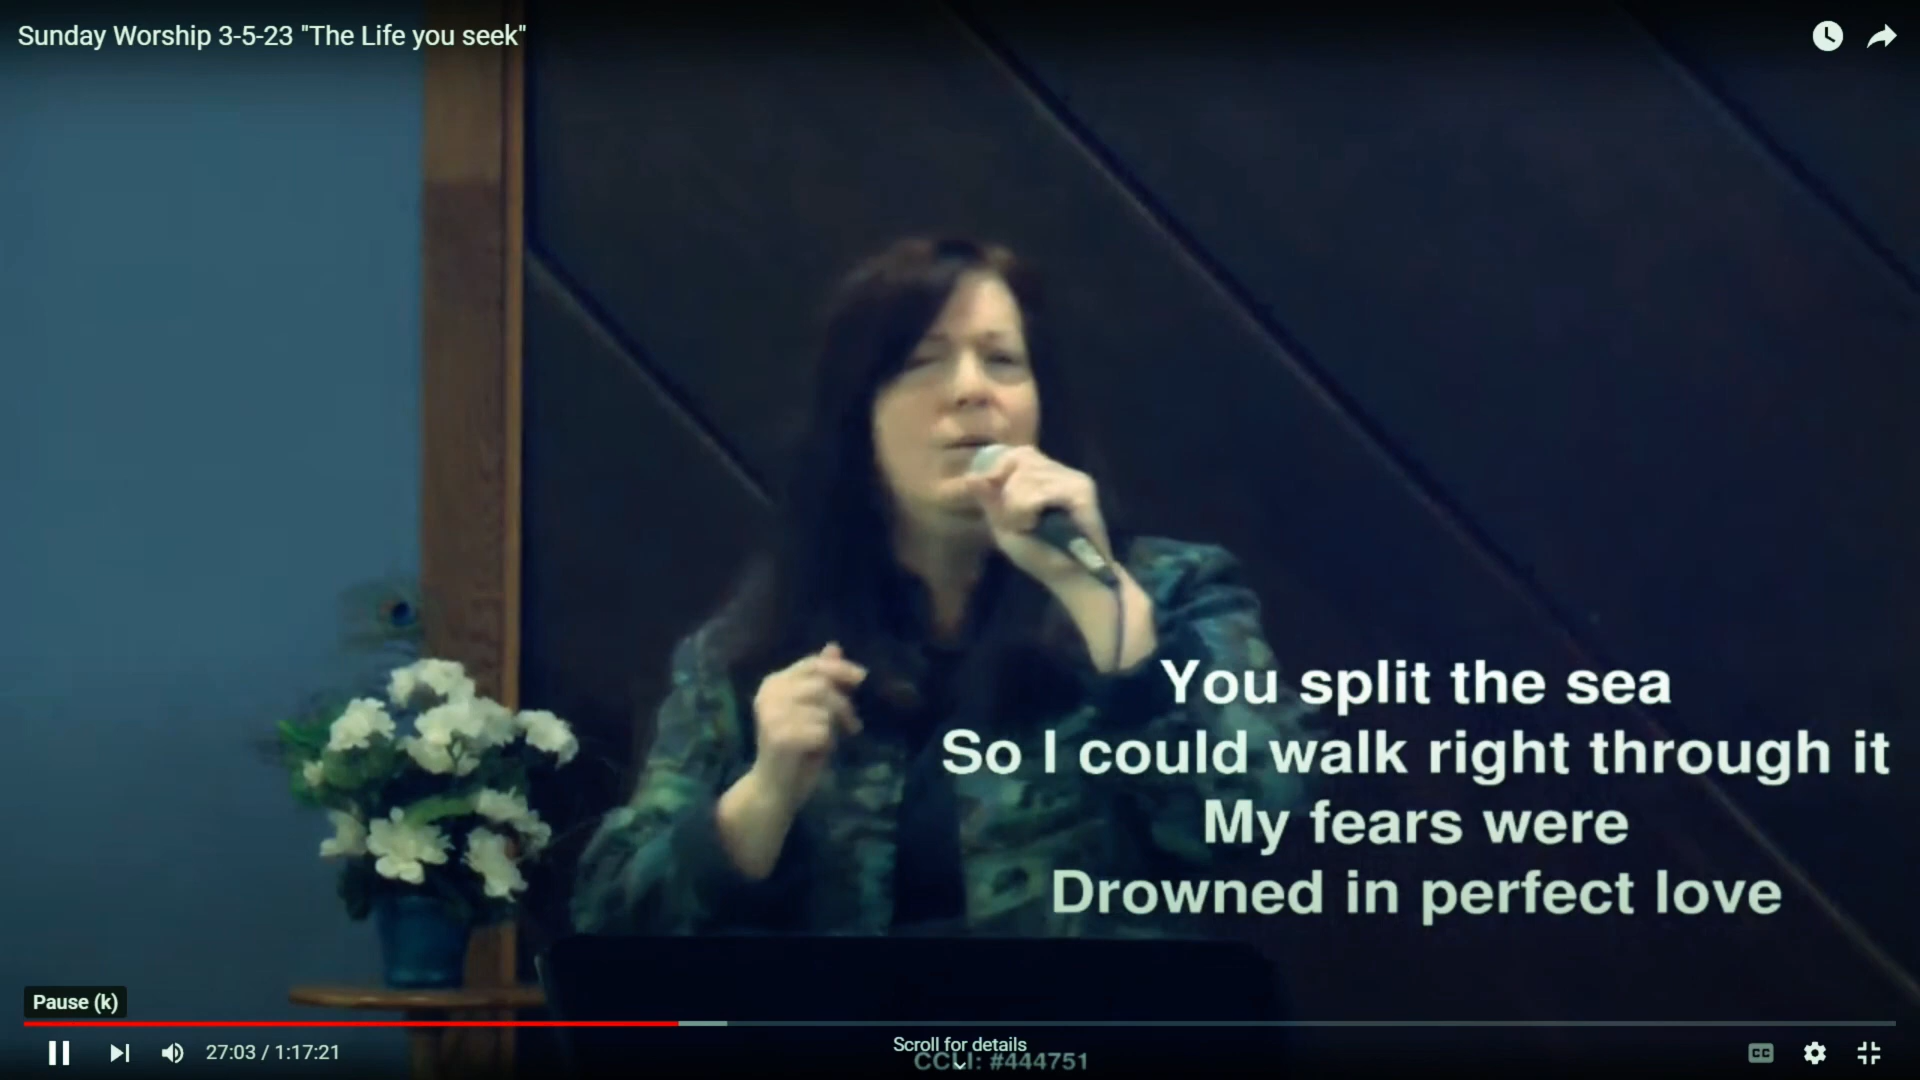 Sunday Worship 3-5-23 "The Life you seek"
You split the sea
So I could walk right through it
My fears were
Drowned in perfect love
Pause (k)
27:03 / 1:17:21
Scroll for details
CCLI: #444751
CC